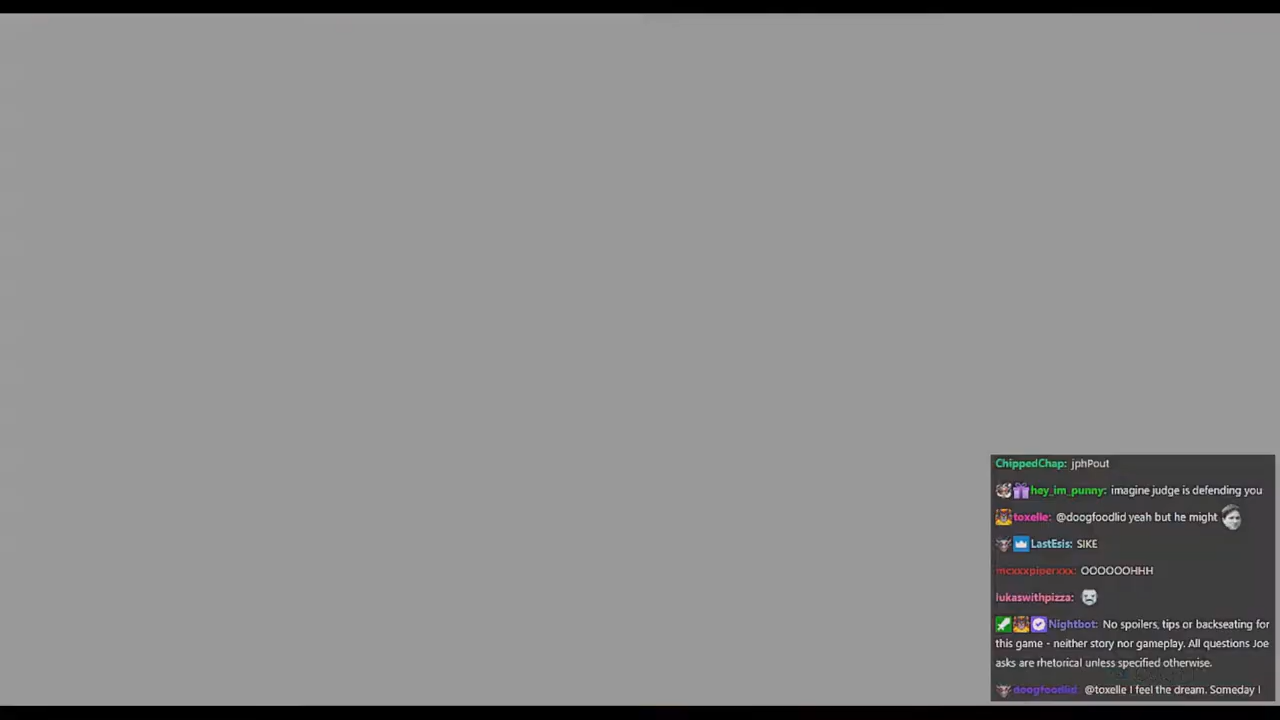 ChippedChap: jphPout
hey_im_punny: imagine judge is defending you
toxelle: @doogfoodlid yeah but he might
LastEsis: SIKE
mcxxxpiperxxx: OOOOOOHHH
lukaswithpizza:
Nightbot: No spoilers, tips or backseating for
this game - neither story nor gameplay. All questions Joe
asks are rhetorical unless specified otherwise.
doogfoodlid: @toxelle I feel the dream. Someday I